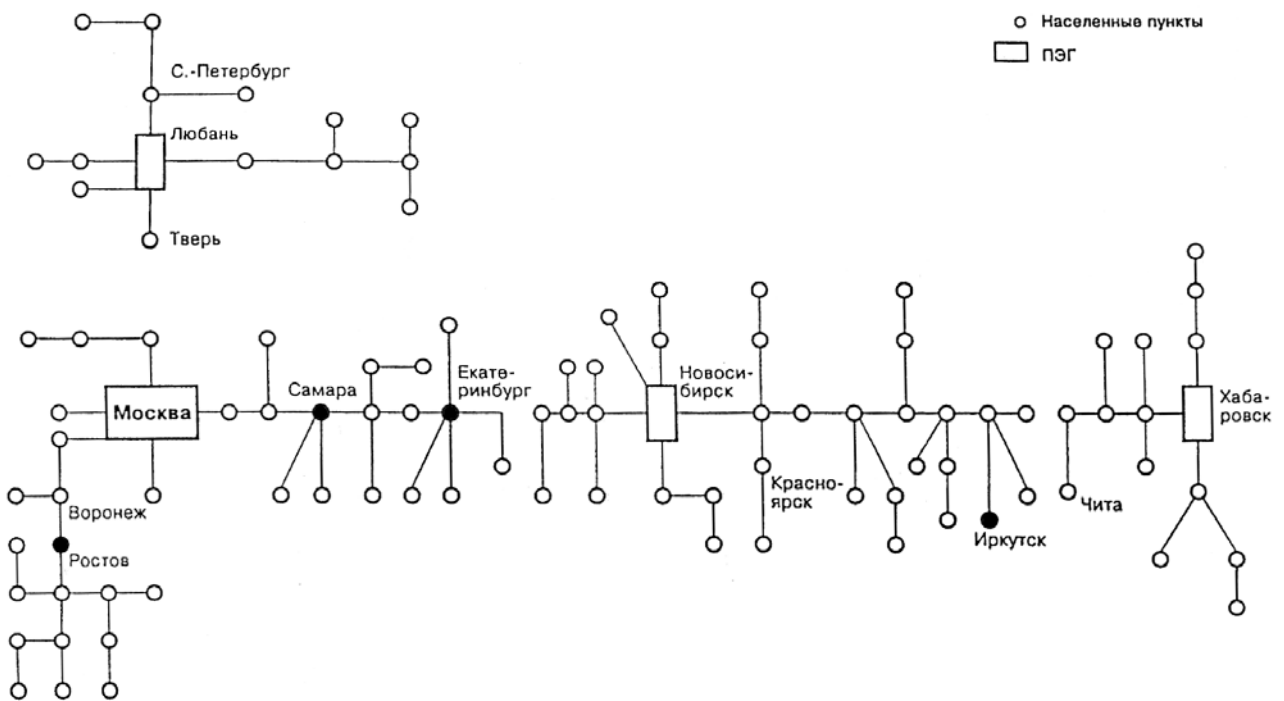 Населенные пункты
ПЭГ
С.-Петербург
Любань
Тверь
Москва
Самара
Екате-
ринбург
Новоси-
бирск
Хаба-
ровск
Воронеж
Ростов
Красно-
ярск
Иркутск
Чита